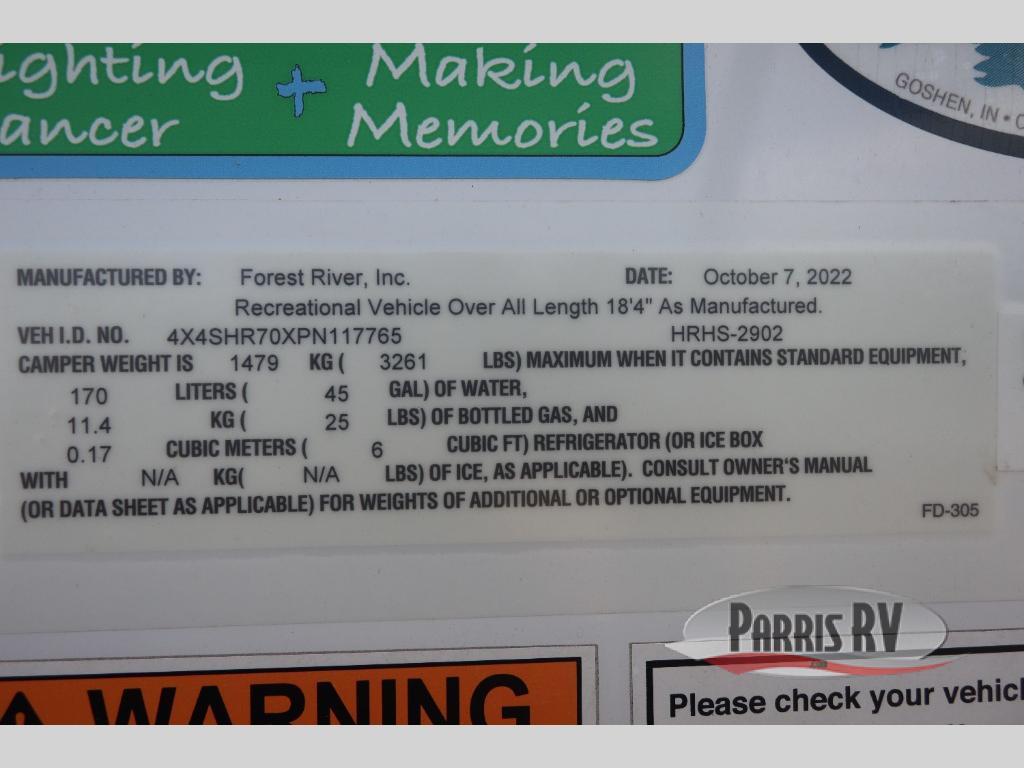 ighting + Making
ancer Memories
GOSHEN, IN • C
MANUFACTURED BY: Forest River, Inc. DATE: October 7, 2022
Recreational Vehicle Over All Length 18'4" As Manufactured.
VEH I.D. NO. 4X4SHR70XPN117765 HRHS-2902
CAMPER WEIGHT IS 1479 KG ( 3261 LBS) MAXIMUM WHEN IT CONTAINS STANDARD EQUIPMENT,
170 LITERS ( 45 GAL) OF WATER,
11.4 KG ( 25 LBS) OF BOTTLED GAS, AND
0.17 CUBIC METERS ( 6 CUBIC FT) REFRIGERATOR (OR ICE BOX
WITH N/A KG( N/A LBS) OF ICE, AS APPLICABLE). CONSULT OWNER'S MANUAL
(OR DATA SHEET AS APPLICABLE) FOR WEIGHTS OF ADDITIONAL OR OPTIONAL EQUIPMENT.
FD-305
PARRIS RV
WARNING
Please check your vehicl